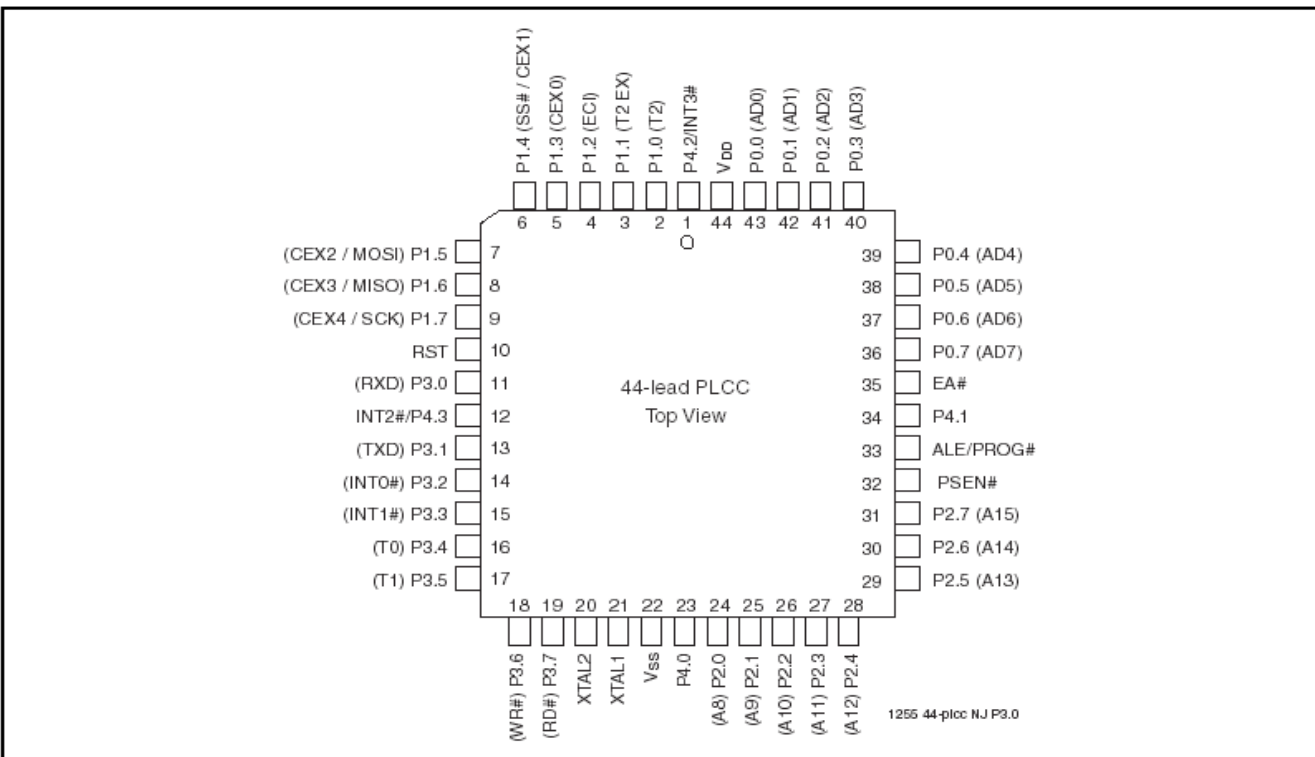 P1.4 (SS# / CEX1)
P1.3 (CEX0)
P1.2 (ECI)
P1.1 (T2 EX)
P1.0 (T2)
P4.2/INT3#
VDD
P0.0 (AD0)
P0.1 (AD1)
P0.2 (AD2)
P0.3 (AD3)
6 5 4 3 2 1 44 43 42 41 40
(CEX2 / MOSI) P1.5 7
(CEX3 / MISO) P1.6 8
(CEX4 / SCK) P1.7 9
RST 10
(RXD) P3.0 11
INT2#/P4.3 12
(TXD) P3.1 13
(INT0#) P3.2 14
(INT1#) P3.3 15
(T0) P3.4 16
(T1) P3.5 17
44-lead PLCC
Top View
39 P0.4 (AD4)
38 P0.5 (AD5)
37 P0.6 (AD6)
36 P0.7 (AD7)
35 EA#
34 P4.1
33 ALE/PROG#
32 PSEN#
31 P2.7 (A15)
30 P2.6 (A14)
29 P2.5 (A13)
18 19 20 21 22 23 24 25 26 27 28
(WR#) P3.6
(RD#) P3.7
XTAL2
XTAL1
VSS
P4.0
(A8) P2.0
(A9) P2.1
(A10) P2.2
(A11) P2.3
(A12) P2.4
1255 44-plcc NJ P3.0